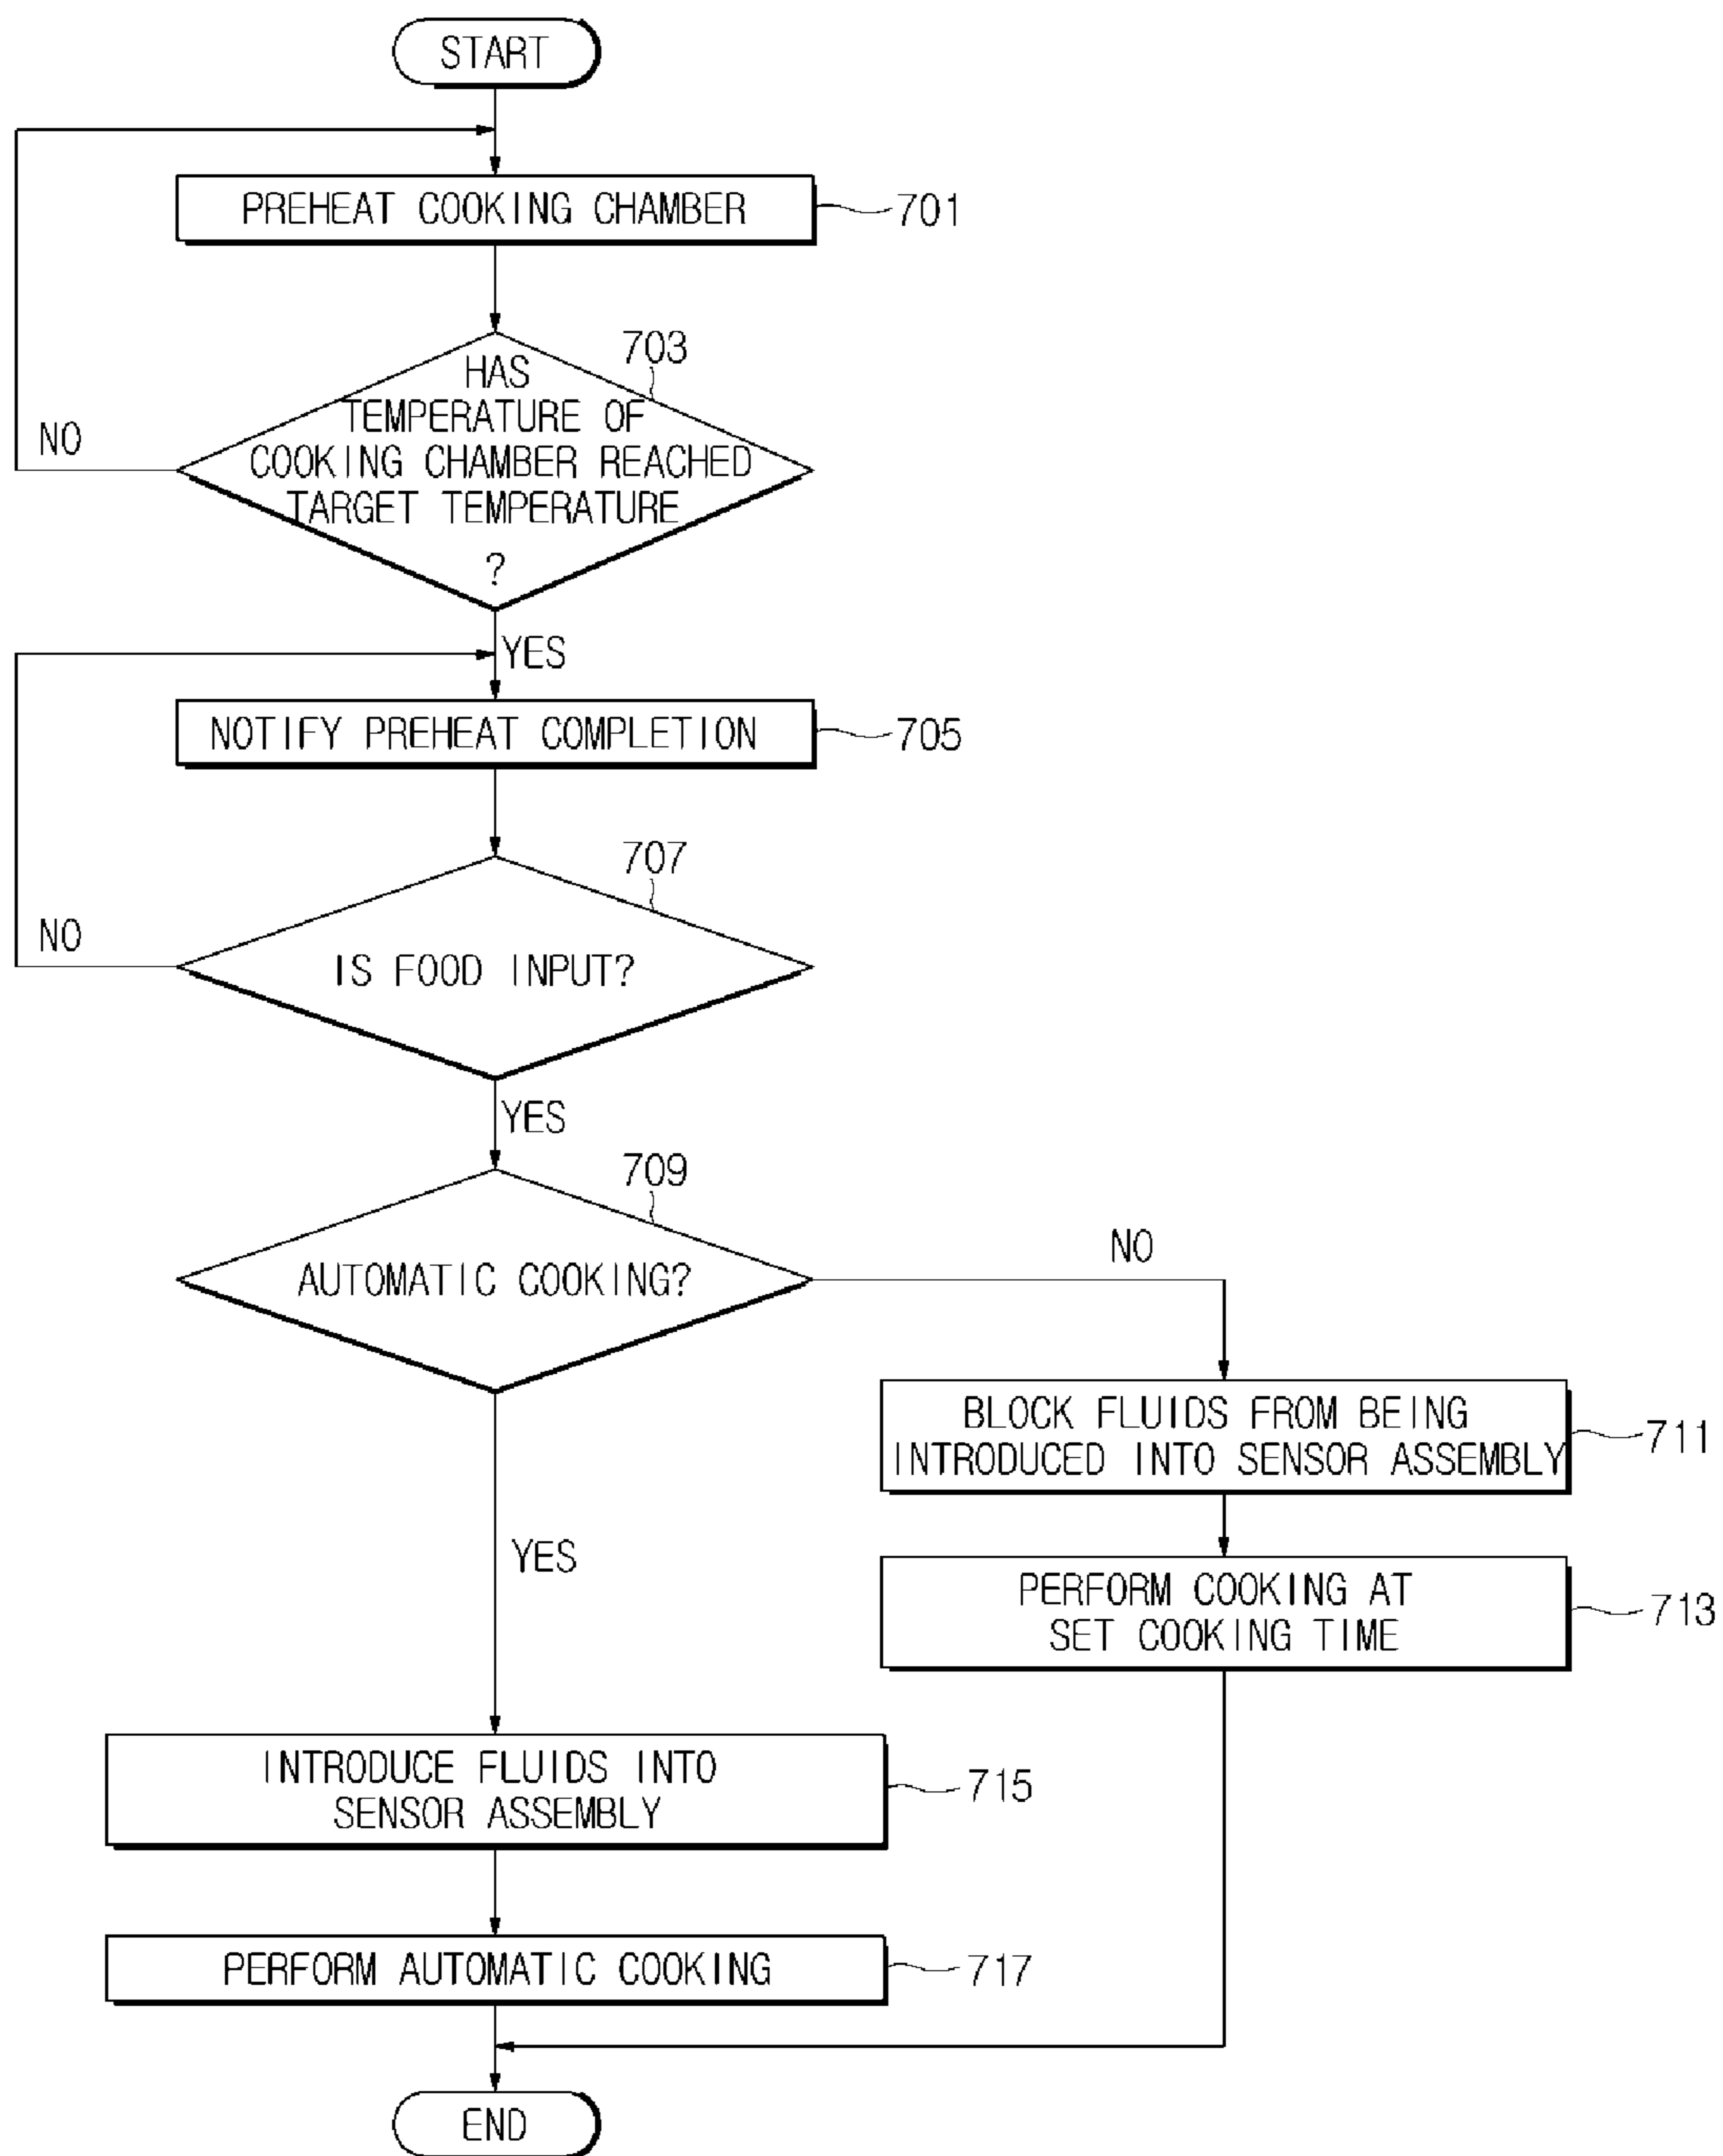 START
PREHEAT COOKING CHAMBER
701
703
HAS
TEMPERATURE OF
COOKING CHAMBER REACHED
TARGET TEMPERATURE
?
NO
YES
NOTIFY PREHEAT COMPLETION
705
707
IS FOOD INPUT?
NO
YES
709
AUTOMATIC COOKING?
NO
BLOCK FLUIDS FROM BEING
INTRODUCED INTO SENSOR ASSEMBLY
711
YES
PERFORM COOKING AT
SET COOKING TIME
713
INTRODUCE FLUIDS INTO
SENSOR ASSEMBLY
715
PERFORM AUTOMATIC COOKING
717
END